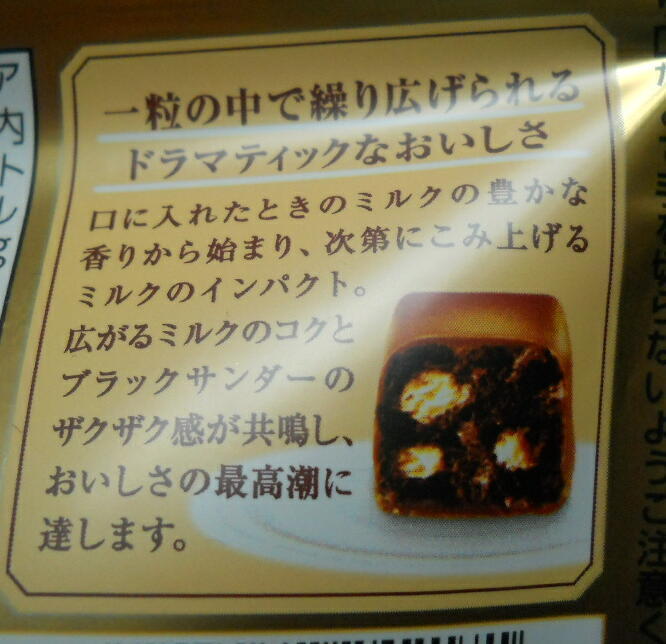 一粒の中で繰り広げられる
ドラマティックなおいしさ
口に入れたときのミルクの豊かな
香りから始まり、次第にこみ上げる
ミルクのインパクト。
広がるミルクのコクと
ブラックサンダーの
ザクザク感が共鳴し、
おいしさの最高潮に
達します。